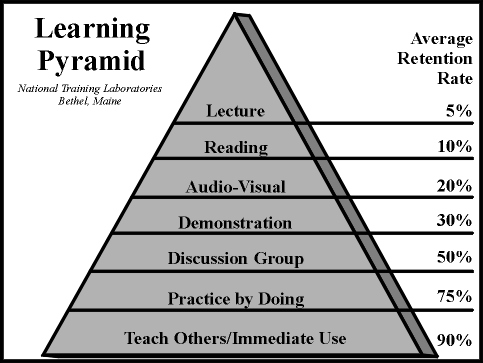 Learning
Pyramid
National Training Laboratories
Bethel, Maine
Average
Retention
Rate
Lecture 5%
Reading 10%
Audio-Visual 20%
Demonstration 30%
Discussion Group 50%
Practice by Doing 75%
Teach Others/Immediate Use 90%